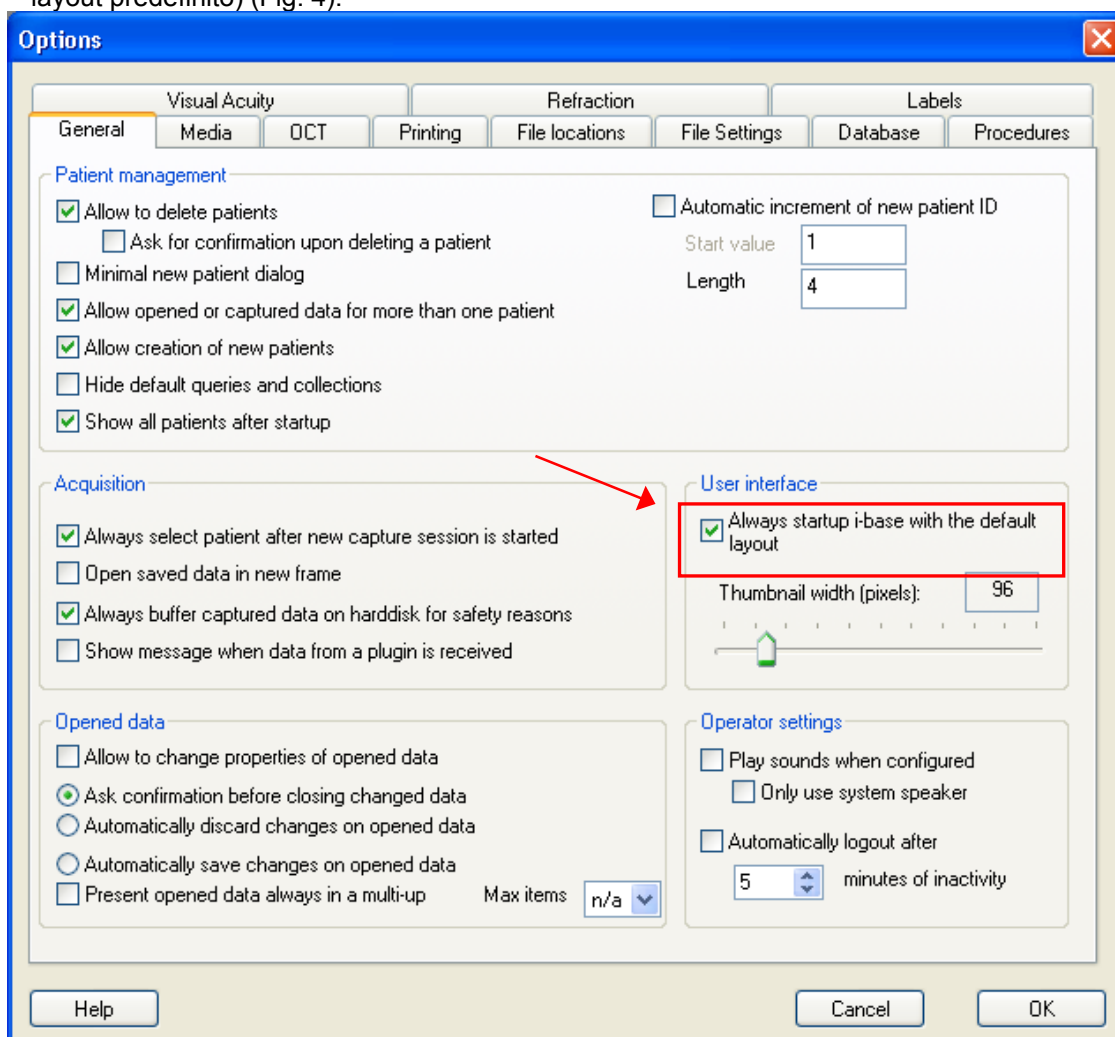 layout predefinito) (Fig. 4).
Options
Visual Acuity Refraction Labels
General Media OCT Printing File locations File Settings Database Procedures
Patient management
Allow to delete patients
Ask for confirmation upon deleting a patient
Minimal new patient dialog
Allow opened or captured data for more than one patient
Allow creation of new patients
Hide default queries and collections
Show all patients after startup
Automatic increment of new patient ID
Start value 1
Length 4
Acquisition
Always select patient after new capture session is started
Open saved data in new frame
Always buffer captured data on harddisk for safety reasons
Show message when data from a plugin is received
User interface
Always startup i-base with the default
layout
Thumbnail width (pixels): 96
Opened data
Allow to change properties of opened data
Ask confirmation before closing changed data
Automatically discard changes on opened data
Automatically save changes on opened data
Present opened data always in a multi-up Max items n/a
Operator settings
Play sounds when configured
Only use system speaker
Automatically logout after
5 minutes of inactivity
Help Cancel OK